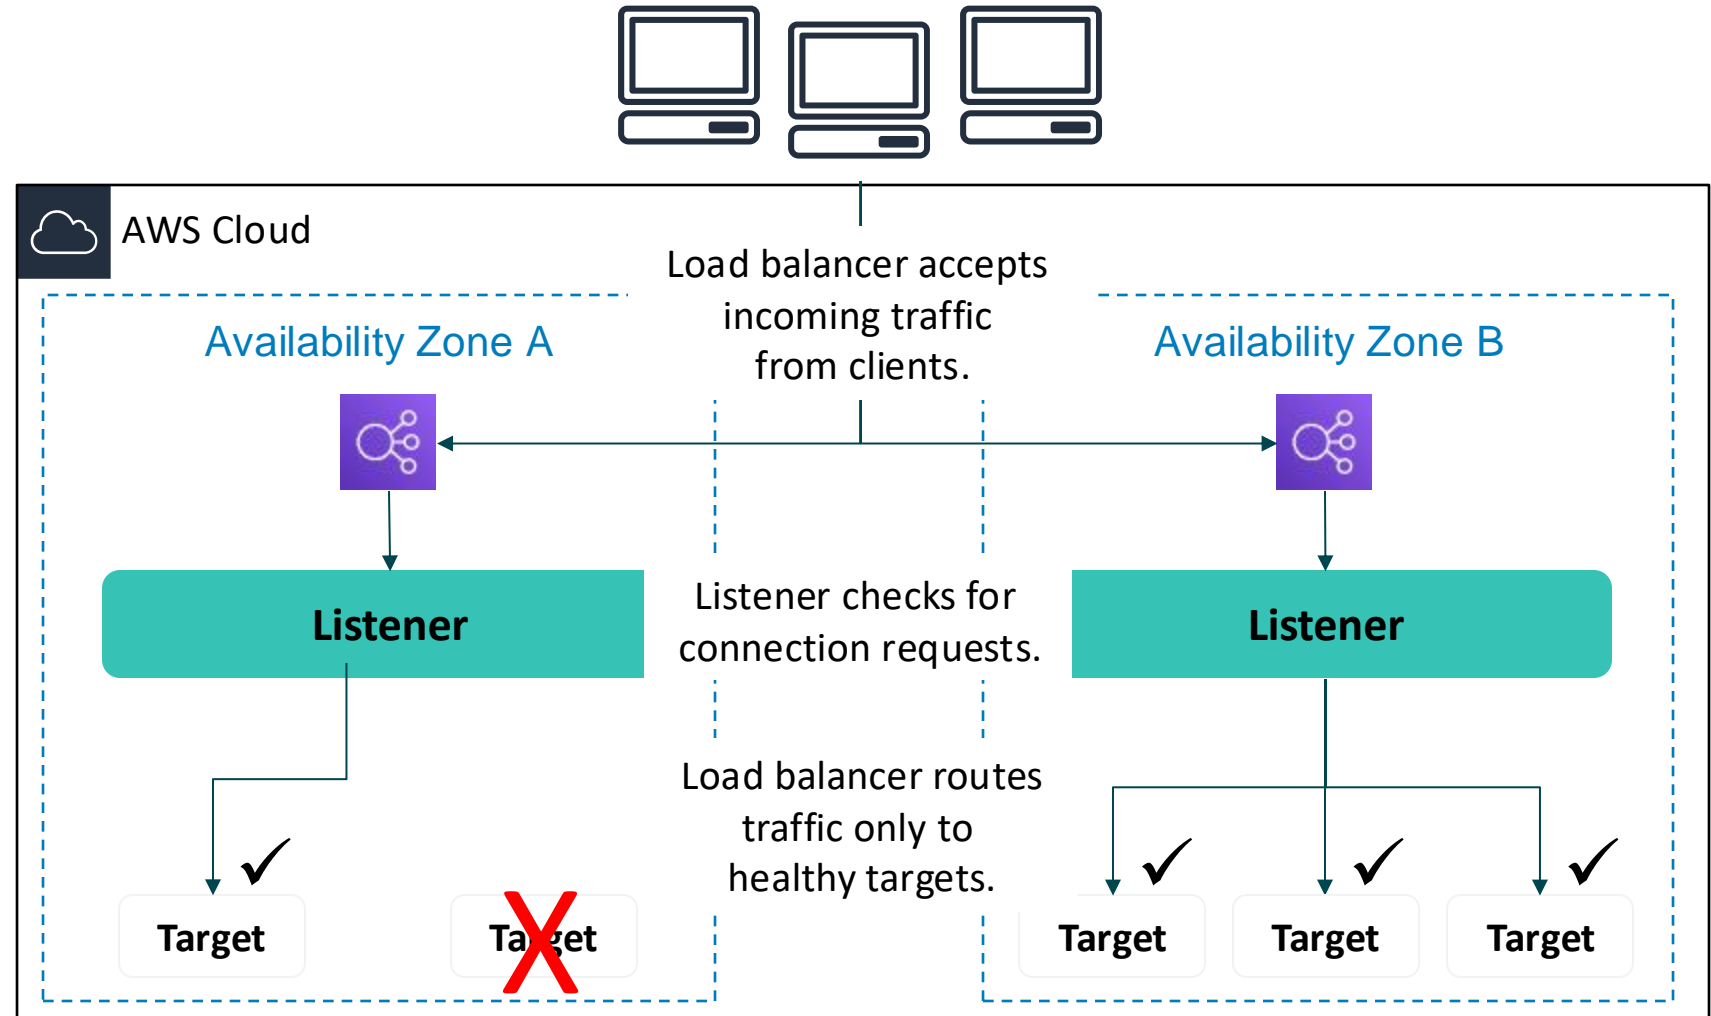 AWS Cloud
Load balancer accepts
incoming traffic
from clients.
Availability Zone A
Availability Zone B
Listener
Listener checks for
connection requests.
Listener
Load balancer routes
traffic only to
healthy targets.
Target
Target
Target
Target
Target